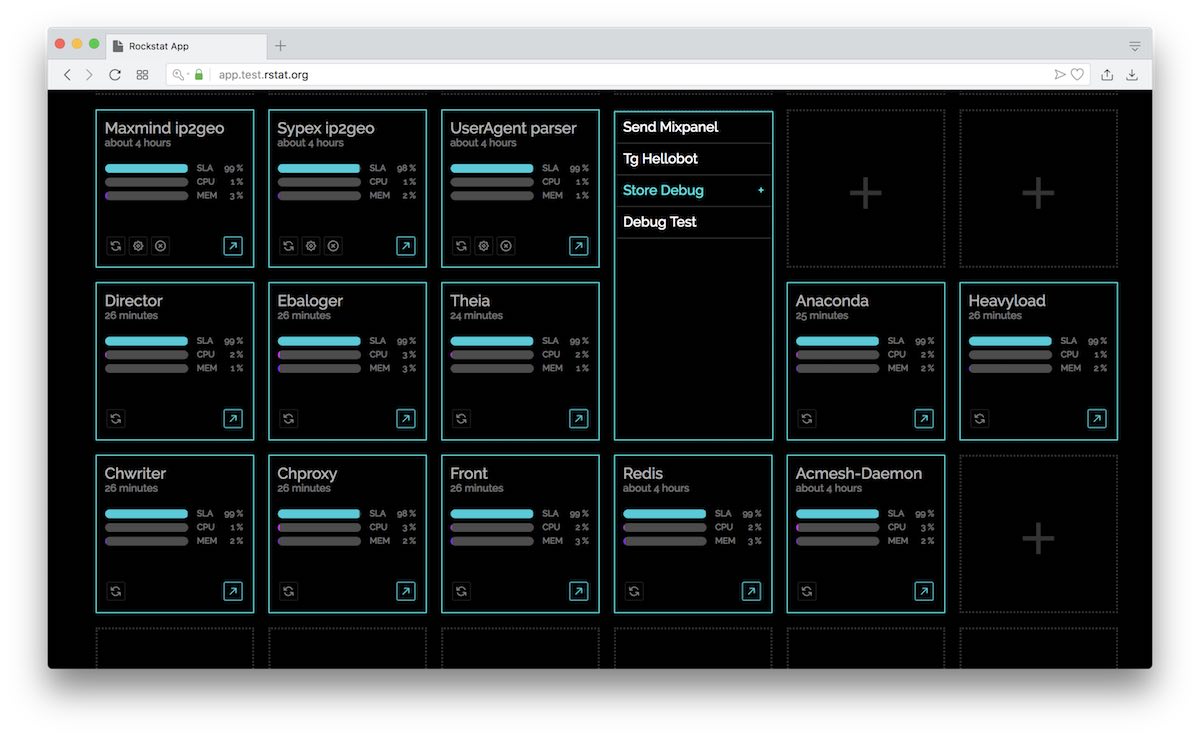 Rockstat App
app.test.rstat.org
Maxmind ip2geo
about 4 hours
SLA 99 %
CPU 1 %
MEM 3 %
Sypex ip2geo
about 4 hours
SLA 98 %
CPU 1 %
MEM 2 %
UserAgent parser
about 4 hours
SLA 99 %
CPU 1 %
MEM 1 %
Send Mixpanel
Tg Hellobot
Store Debug +
Debug Test
Director
26 minutes
SLA 99 %
CPU 2 %
MEM 1 %
Ebaloger
26 minutes
SLA 98 %
CPU 3 %
MEM 3 %
Theia
24 minutes
SLA 99 %
CPU 2 %
MEM 1 %
Anaconda
25 minutes
SLA 99 %
CPU 2 %
MEM 2 %
Heavyload
26 minutes
SLA 99 %
CPU 1 %
MEM 2 %
Chwriter
26 minutes
SLA 99 %
CPU 1 %
MEM 2 %
Chproxy
26 minutes
SLA 98 %
CPU 3 %
MEM 2 %
Front
26 minutes
SLA 99 %
CPU 2 %
MEM 3 %
Redis
about 4 hours
SLA 99 %
CPU 2 %
MEM 3 %
Acmesh-Daemon
about 4 hours
SLA 99 %
CPU 3 %
MEM 2 %